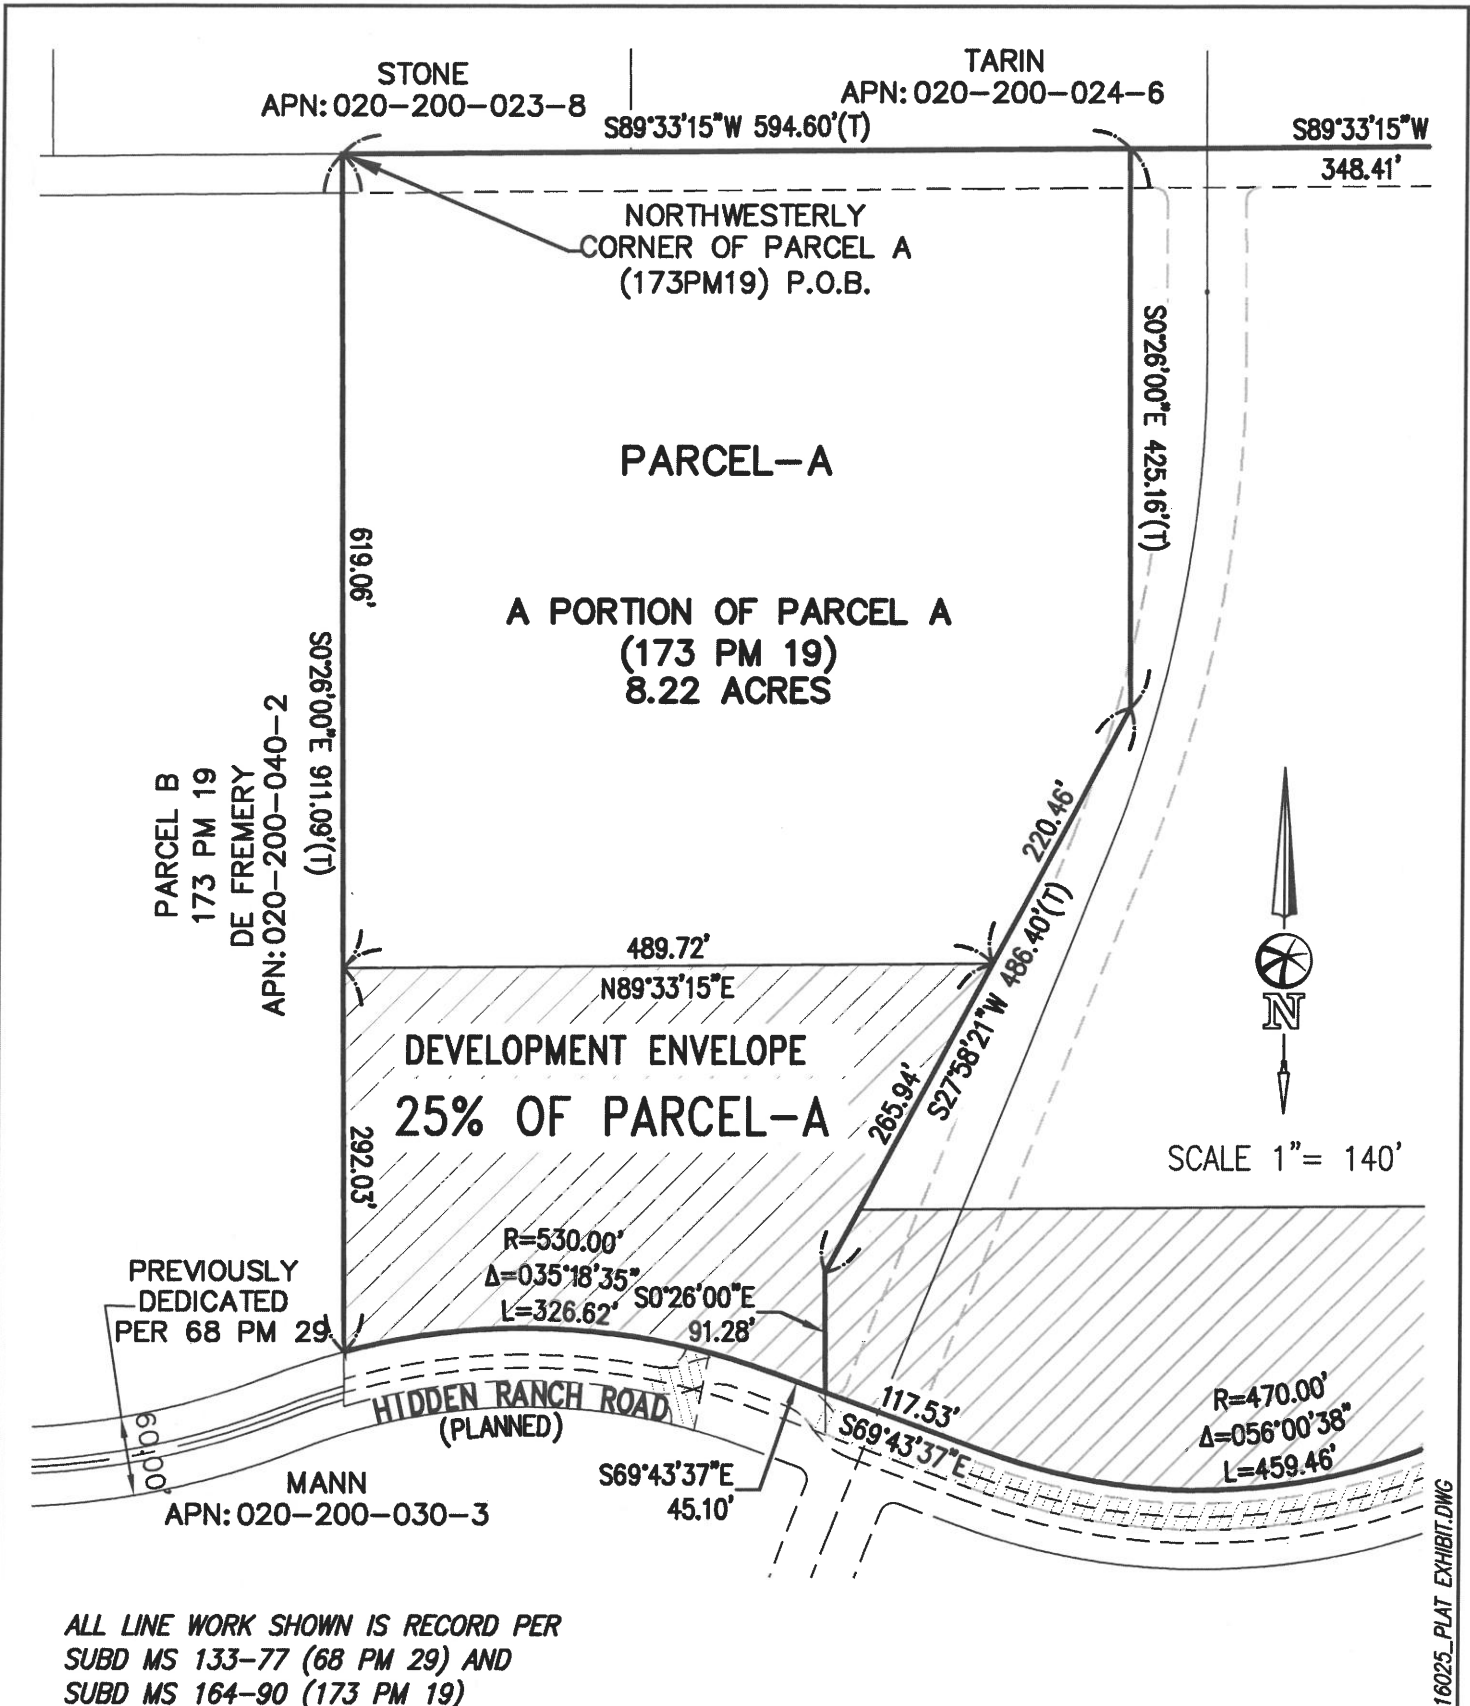 STONE
APN: 020-200-023-8
TARIN
APN: 020-200-024-6
S89°33'15"W 594.60'(T)
S89°33'15"W
348.41'
NORTHWESTERLY
CORNER OF PARCEL A
(173PM19) P.O.B.
S0°26'00"E 425.16'(T)
PARCEL-A
619.06'
A PORTION OF PARCEL A
(173 PM 19)
8.22 ACRES
S0°26'00"E 911.09'(T)
PARCEL B
173 PM 19
DE FREMERY
APN: 020-200-040-2
220.46'
S27°58'21"W 486.40'(T)
489.72'
N89°33'15"E
N
DEVELOPMENT ENVELOPE
25% OF PARCEL-A
265.94'
292.03'
SCALE 1"= 140'
R=530.00'
Δ=035°18'35"
L=326.62'
S0°26'00"E
91.28'
PREVIOUSLY
DEDICATED
PER 68 PM 29
HIDDEN RANCH ROAD
(PLANNED)
117.53'
S69°43'37"E
R=470.00'
Δ=056°00'38"
L=459.46'
60.00'
S69°43'37"E
45.10'
MANN
APN: 020-200-030-3
ALL LINE WORK SHOWN IS RECORD PER
SUBD MS 133-77 (68 PM 29) AND
SUBD MS 164-90 (173 PM 19)
16025_PLAT EXHIBIT.DWG